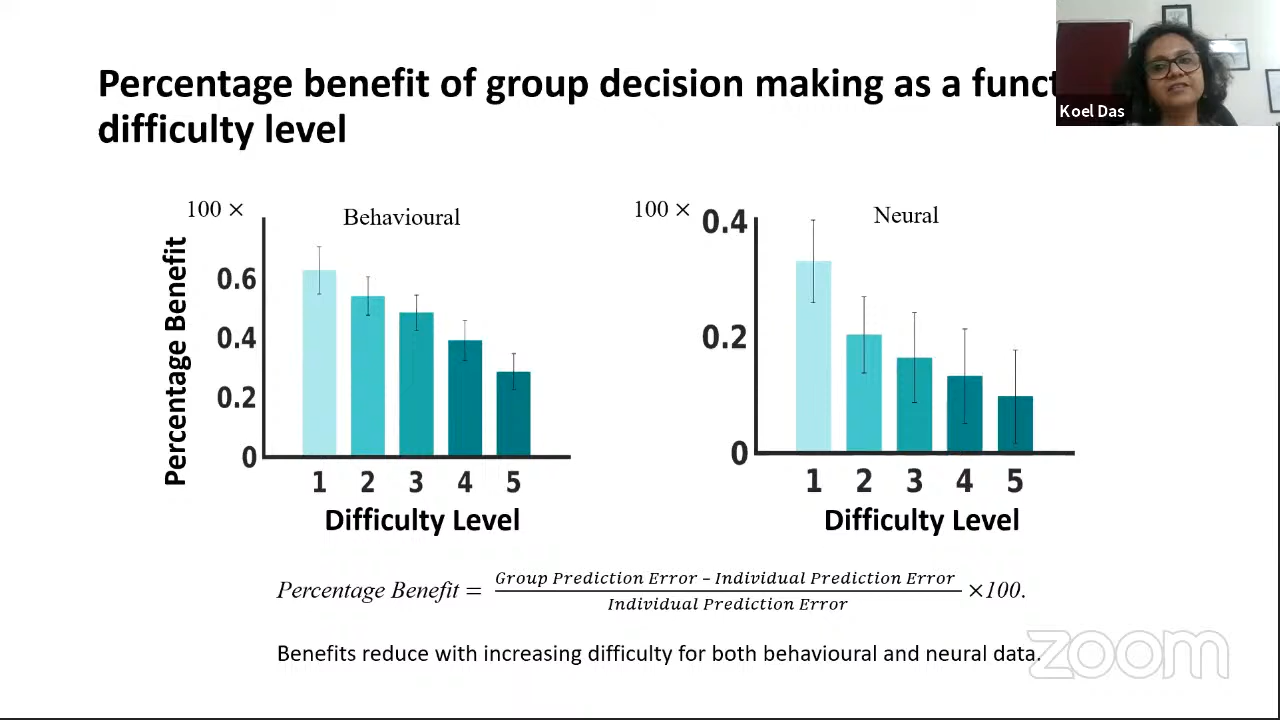 Percentage benefit of group decision making as a funct
difficulty level
Koel Das
100 ×
Behavioural
Percentage Benefit
0.6
0.4
0.2
0
1 2 3 4 5
Difficulty Level
100 ×
Neural
0.4
0.2
0
1 2 3 4 5
Difficulty Level
Percentage Benefit = Group Prediction Error – Individual Prediction Error ×100.
Individual Prediction Error
Benefits reduce with increasing difficulty for both behavioural and neural data.
zoom